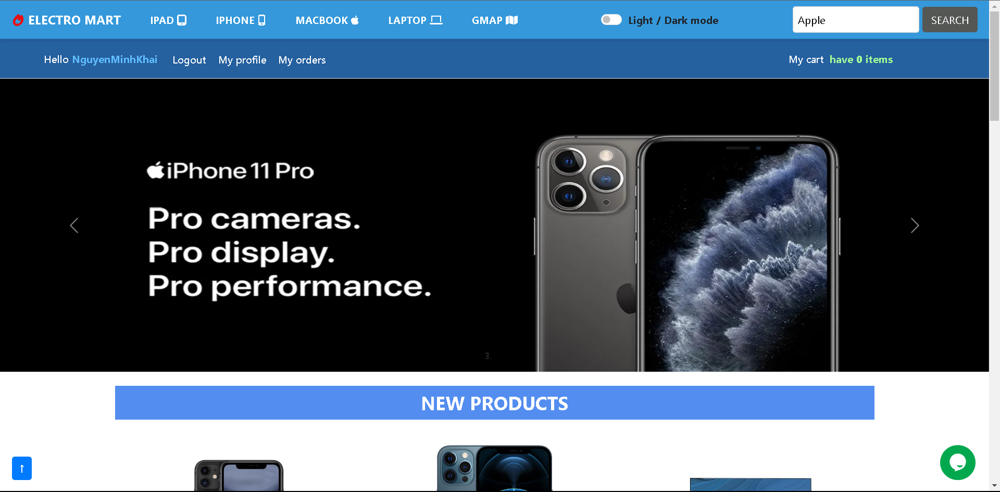 ELECTRO MART IPAD IPHONE MACBOOK LAPTOP GMAP Light / Dark mode Apple SEARCH
Hello NguyenMinhKhai Logout My profile My orders My cart have 0 items
iPhone 11 Pro
Pro cameras.
Pro display.
Pro performance.
NEW PRODUCTS
↑